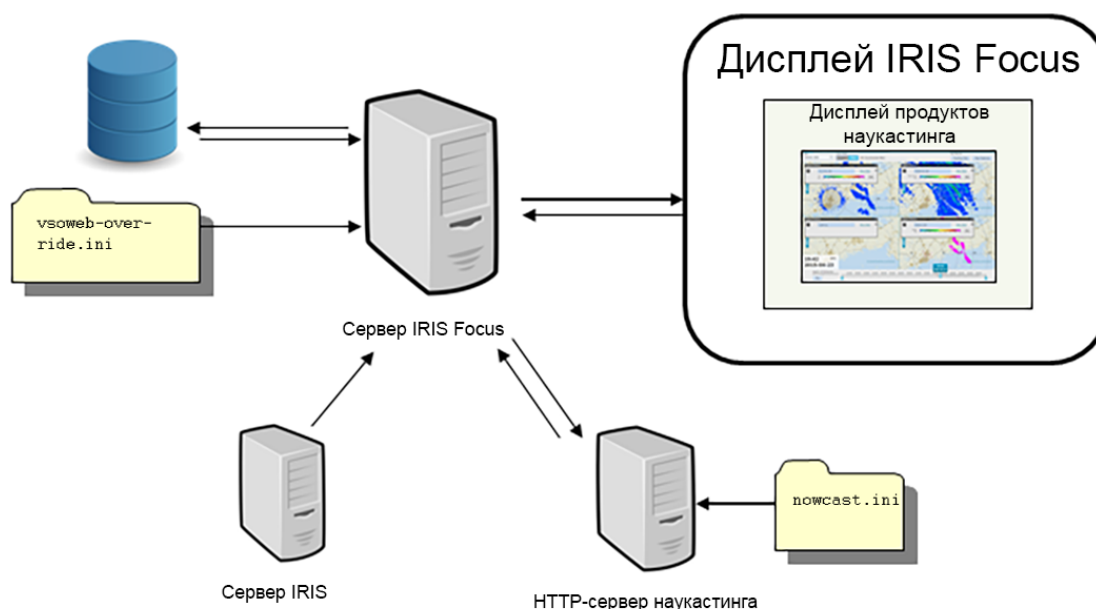 Дисплей IRIS Focus
Дисплей продуктов
наукастинга
vsoweb-over-
ride.ini
Сервер IRIS Focus
nowcast.ini
Сервер IRIS
HTTP-сервер наукастинга